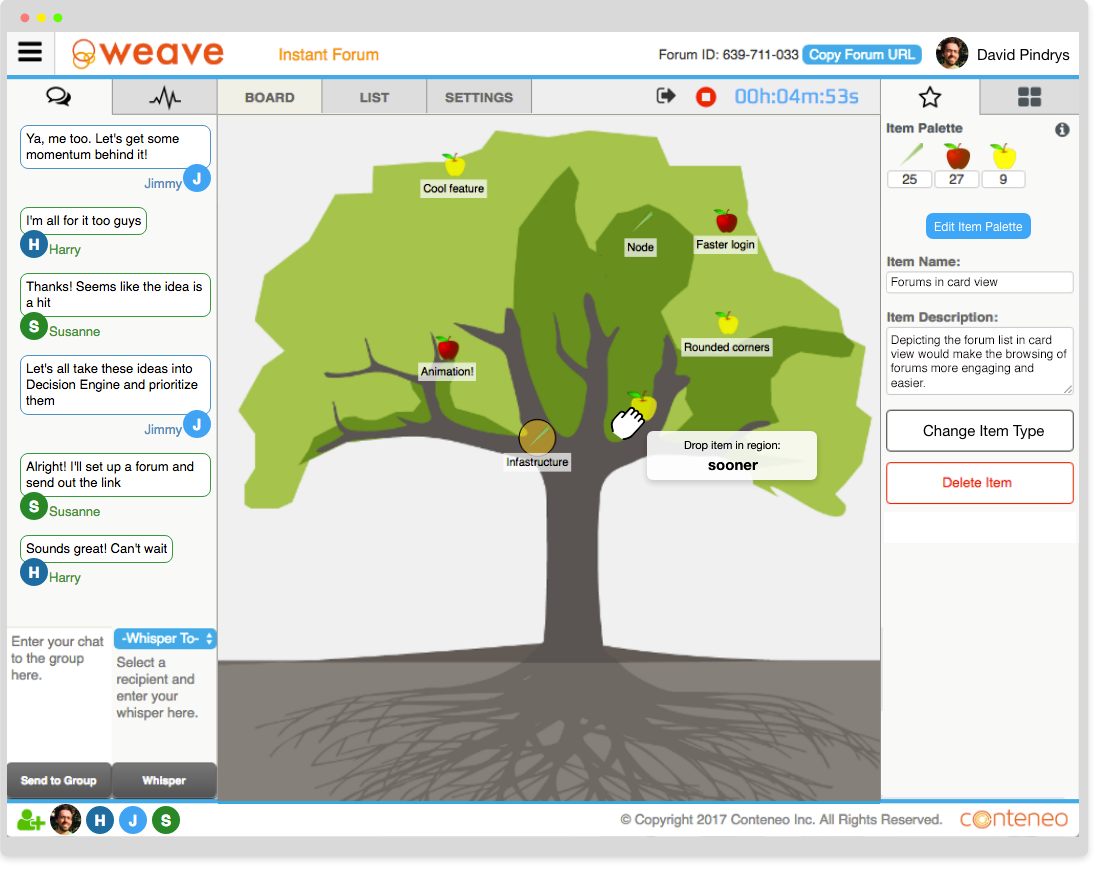 weave
Instant Forum
Forum ID: 639-711-033
Copy Forum URL
David Pindrys
BOARD
LIST
SETTINGS
00h:04m:53s
Ya, me too. Let's get some
momentum behind it!
Jimmy
J
I'm all for it too guys
H
Harry
Thanks! Seems like the idea is
a hit
S
Susanne
Let's all take these ideas into
Decision Engine and prioritize
them
Jimmy
J
Alright! I'll set up a forum and
send out the link
S
Susanne
Sounds great! Can't wait
H
Harry
Enter your chat
to the group
here.
-Whisper To-
Select a
recipient and
enter your
whisper here.
Send to Group
Whisper
Cool feature
Node
Faster login
Rounded corners
Animation!
Infastructure
Drop item in region:
sooner
Item Palette
25
27
9
Edit Item Palette
Item Name:
Forums in card view
Item Description:
Depicting the forum list in card
view would make the browsing of
forums more engaging and
easier.
Change Item Type
Delete Item
H
J
S
© Copyright 2017 Conteneo Inc. All Rights Reserved.
conteneo